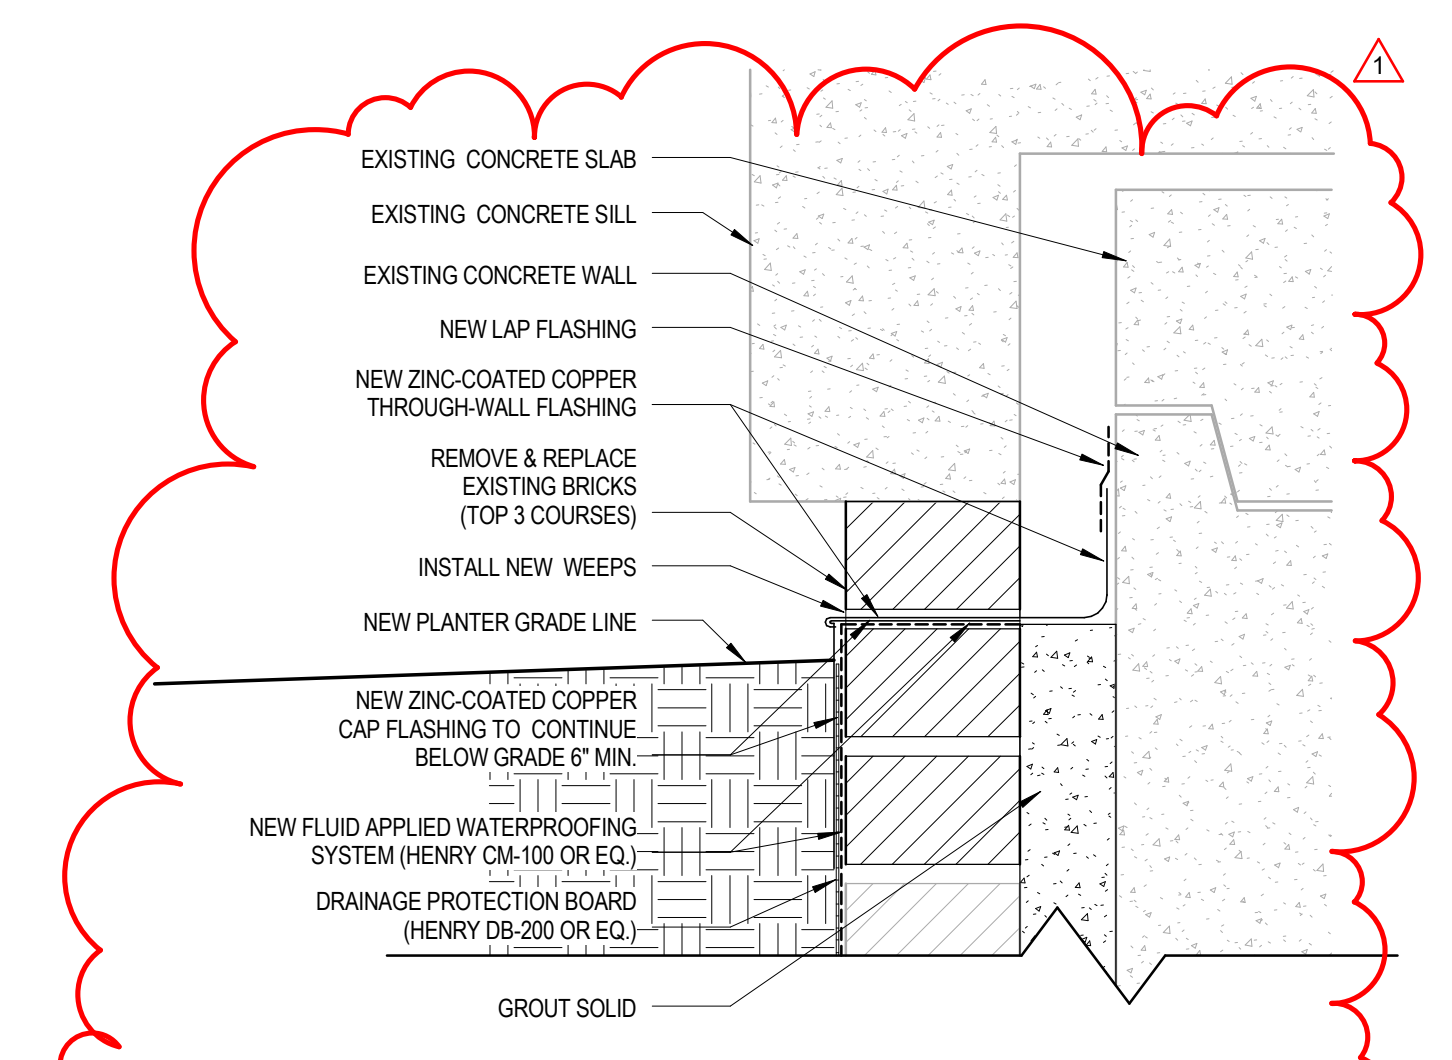 1
EXISTING CONCRETE SLAB
EXISTING CONCRETE SILL
EXISTING CONCRETE WALL
NEW LAP FLASHING
NEW ZINC-COATED COPPER
THROUGH-WALL FLASHING
REMOVE & REPLACE
EXISTING BRICKS
(TOP 3 COURSES)
INSTALL NEW WEEPS
NEW PLANTER GRADE LINE
NEW ZINC-COATED COPPER
CAP FLASHING TO CONTINUE
BELOW GRADE 6" MIN.
NEW FLUID APPLIED WATERPROOFING
SYSTEM (HENRY CM-100 OR EQ.)
DRAINAGE PROTECTION BOARD
(HENRY DB-200 OR EQ.)
GROUT SOLID